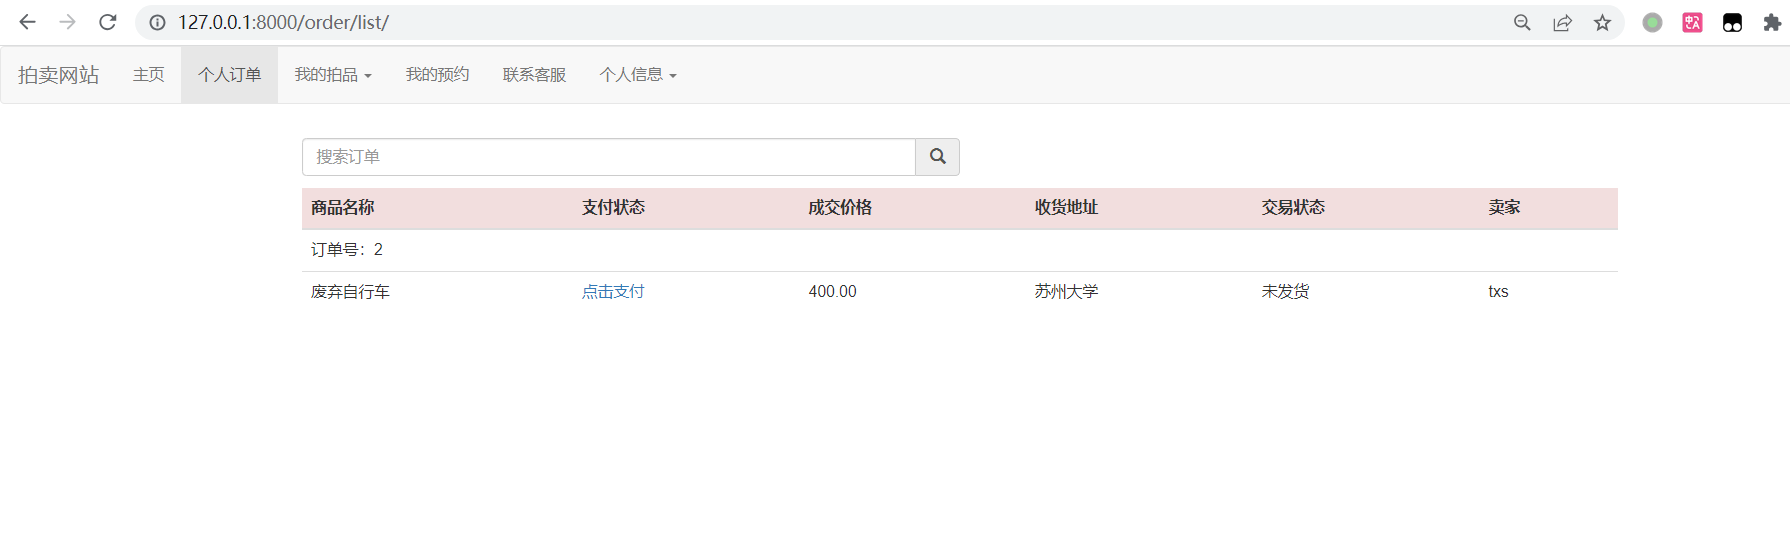 127.0.0.1:8000/order/list/
拍卖网站 主页 个人订单 我的拍品 我的预约 联系客服 个人信息
搜索订单
商品名称 支付状态 成交价格 收货地址 交易状态 卖家
订单号：2
废弃自行车 点击支付 400.00 苏州大学 未发货 txs